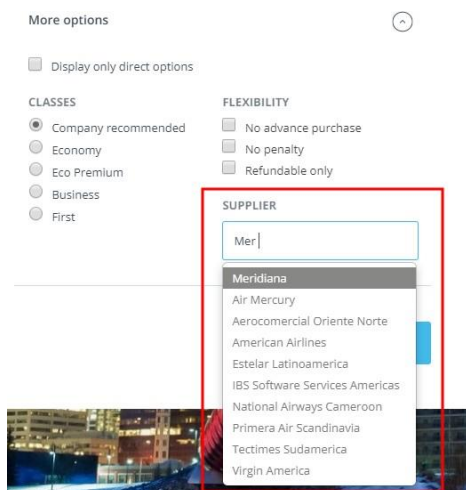 More options
Display only direct options
CLASSES
Company recommended
Economy
Eco Premium
Business
First
FLEXIBILITY
No advance purchase
No penalty
Refundable only
SUPPLIER
Mer
Meridiana
Air Mercury
Aerocomercial Oriente Norte
American Airlines
Estelar Latinoamerica
IBS Software Services Americas
National Airways Cameroon
Primera Air Scandinavia
Tectimes Sudamerica
Virgin America